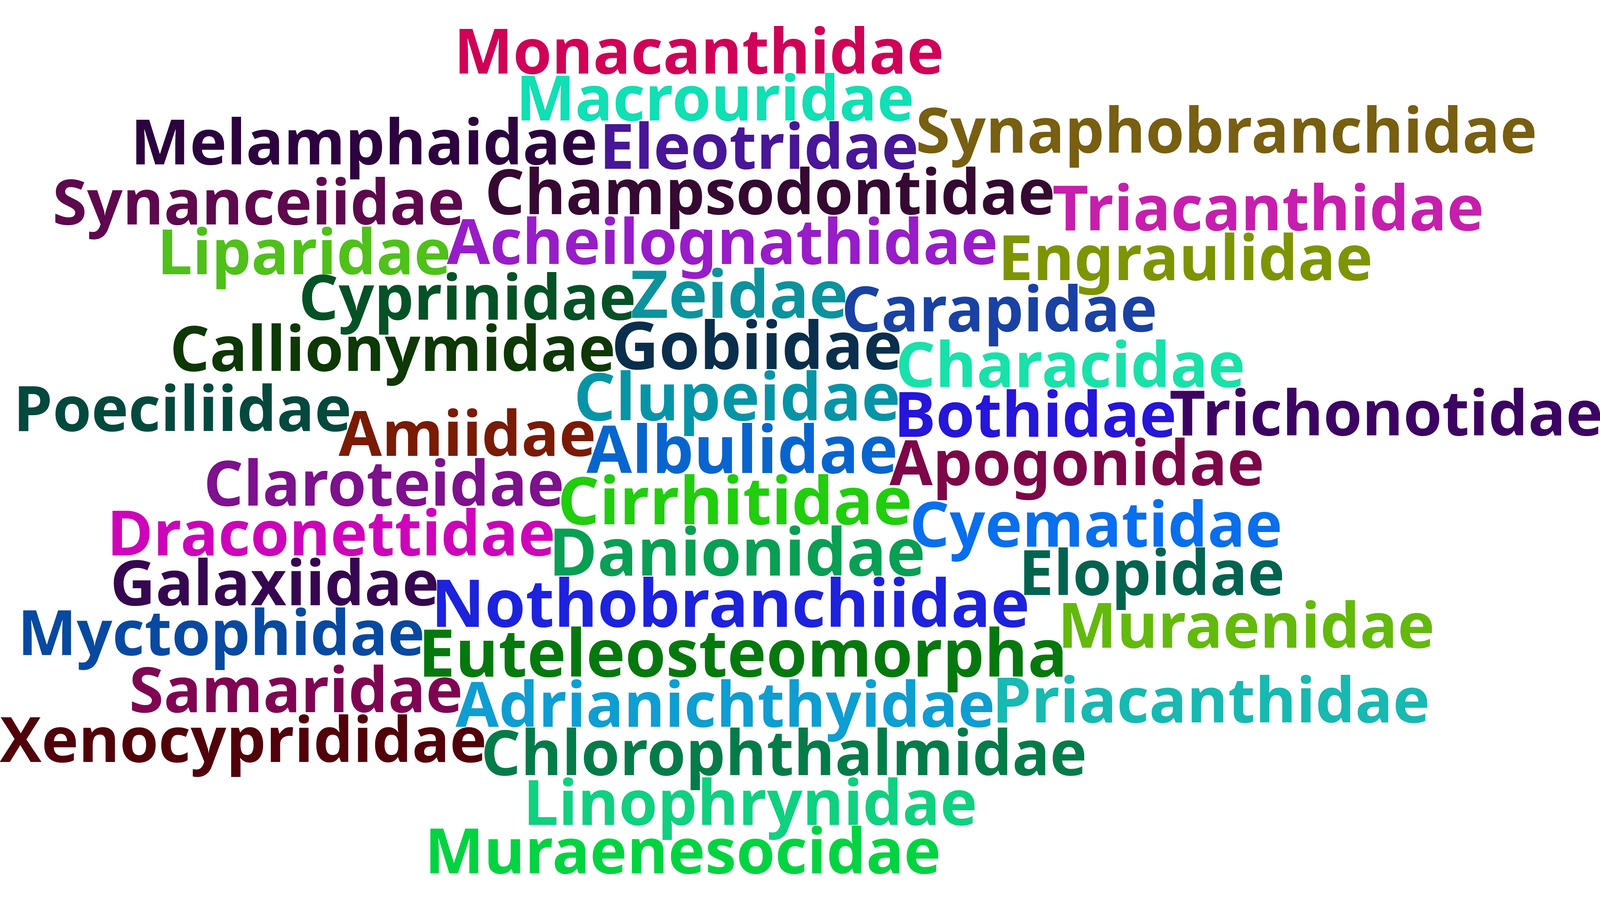 Monacanthidae
Macrouridae
Synaphobranchidae
Melamphaidae
Eleotridae
Champsodontidae
Synanceiidae
Triacanthidae
Acheilognathidae
Liparidae
Engraulidae
Cyprinidae
Zeidae
Carapidae
Gobiidae
Callionymidae
Characidae
Clupeidae
Poeciliidae
Bothidae
Trichonotidae
Amiidae
Albulidae
Apogonidae
Claroteidae
Cirrhitidae
Cyematidae
Draconettidae
Danionidae
Elopidae
Galaxiidae
Nothobranchiidae
Muraenidae
Myctophidae
Euteleosteomorpha
Samaridae
Adrianichthyidae
Priacanthidae
Xenocyprididae
Chlorophthalmidae
Linophrynidae
Muraenesocidae